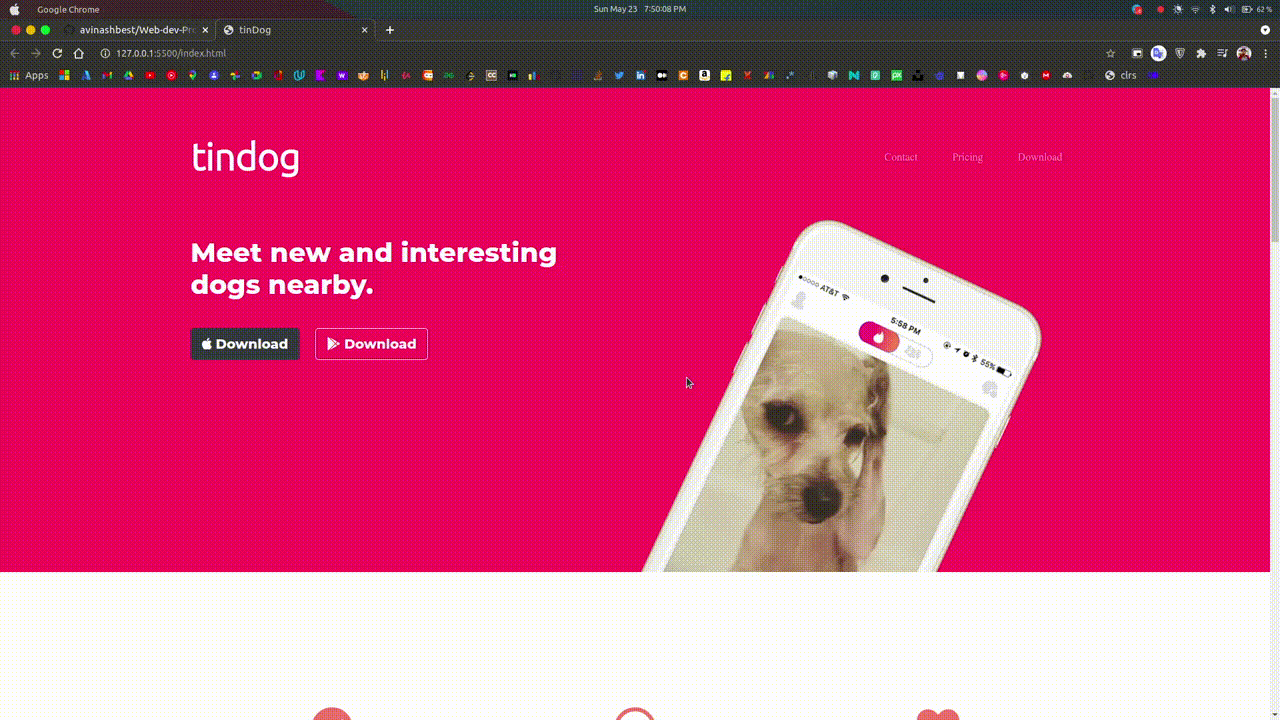 Google Chrome
Sun May 23 7:50:08 PM
62 %
avinashbest/Web-dev-Pro
tinDog
127.0.0.1:5500/index.html
Apps
clrs
tindog
Contact
Pricing
Download
Meet new and interesting
dogs nearby.
Download
Download
AT&T
5:58 PM
55%